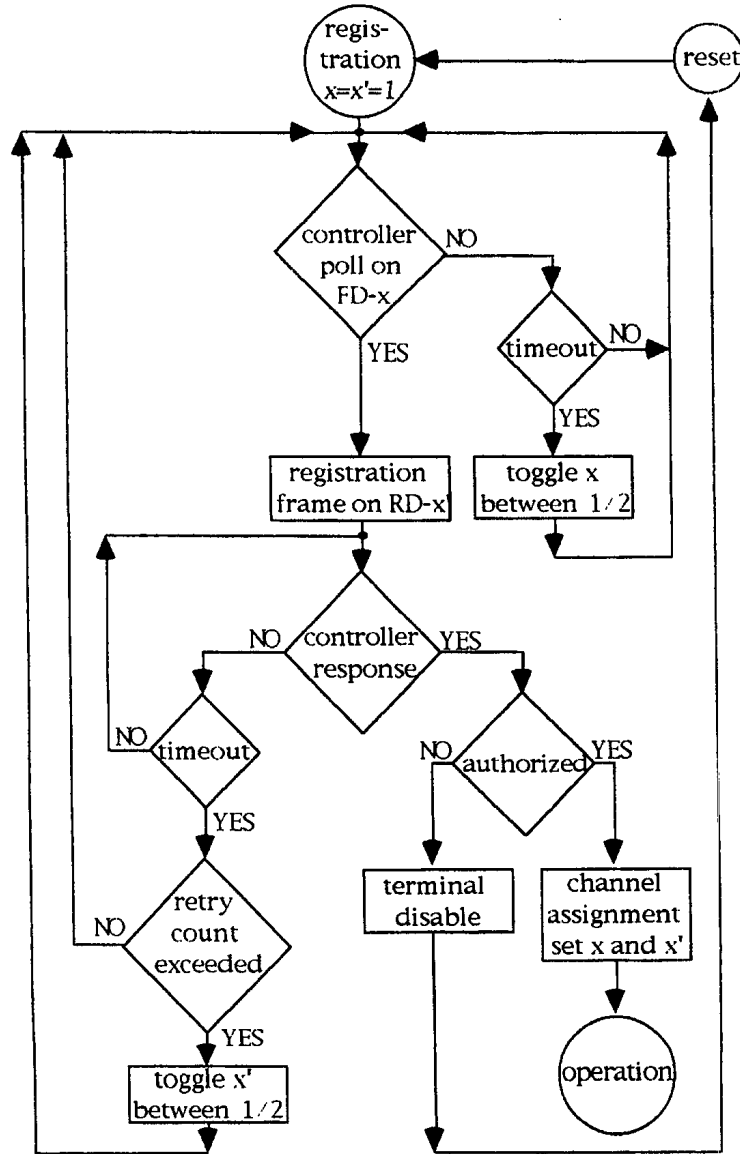 regis-
tration
x=x'=1
reset
controller
poll on
FD-x
NO
YES
timeout
NO
YES
registration
frame on RD-x'
toggle x
between 1/2
controller
response
NO
YES
timeout
NO
YES
authorized
NO
YES
retry
count
exceeded
NO
YES
terminal
disable
channel
assignment
set x and x'
toggle x'
between 1/2
operation